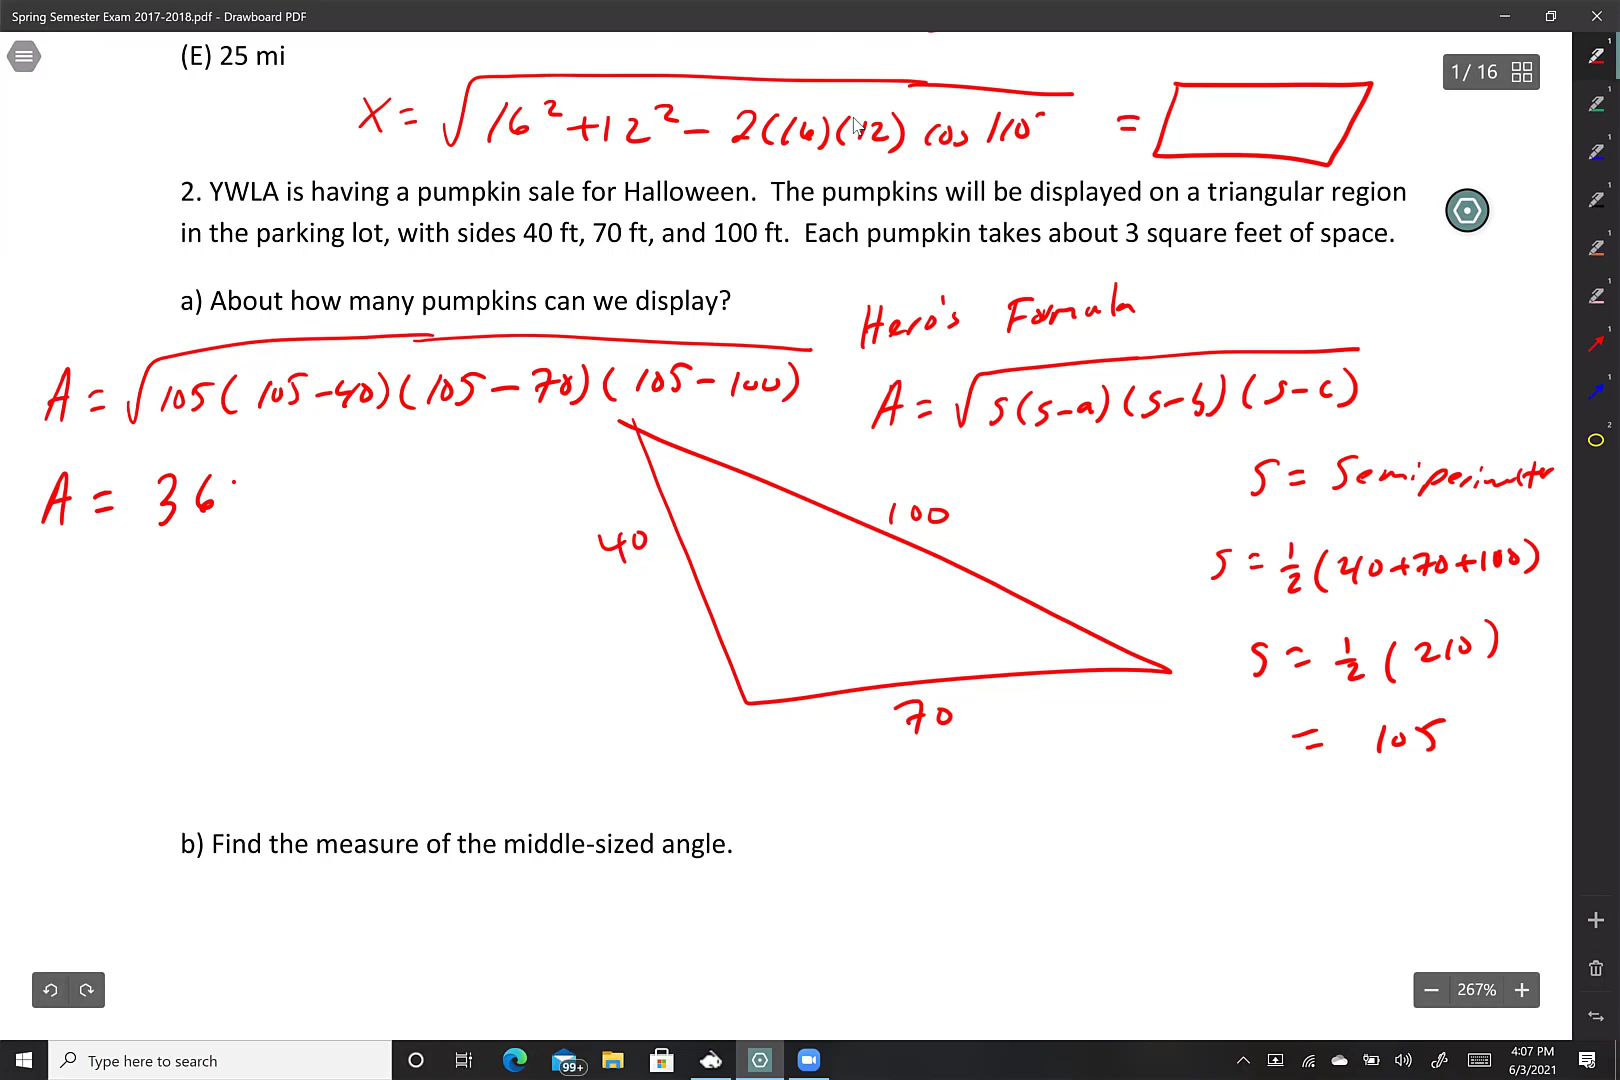 Spring Semester Exam 2017-2018.pdf - Drawboard PDF
(E) 25 mi
1 / 16
X = √16² + 12² - 2(16)(12) cos 110° =
2. YWLA is having a pumpkin sale for Halloween. The pumpkins will be displayed on a triangular region
in the parking lot, with sides 40 ft, 70 ft, and 100 ft. Each pumpkin takes about 3 square feet of space.
a) About how many pumpkins can we display?
Hero's Formula
A = √105(105-40)(105-70)(105-100)
A = √s(s-a)(s-b)(s-c)
A = 36
S = Semiperimeter
100
40
S = ½(40+70+100)
S = ½(210)
70
= 105
b) Find the measure of the middle-sized angle.
267%
Type here to search
99+
4:07 PM
6/3/2021